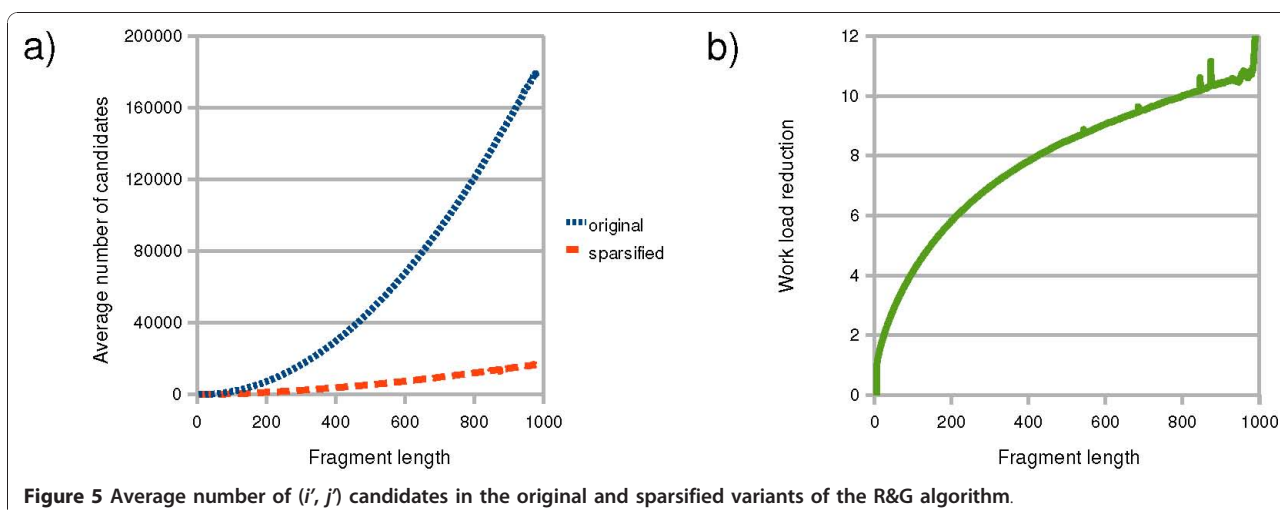 a)
Average number of candidates
200000
160000
120000
80000
40000
0
0 200 400 600 800 1000
Fragment length
original
sparsified
b)
Work load reduction
12
10
8
6
4
2
0
0 200 400 600 800 1000
Fragment length
Figure 5 Average number of (i′, j′) candidates in the original and sparsified variants of the R&G algorithm.